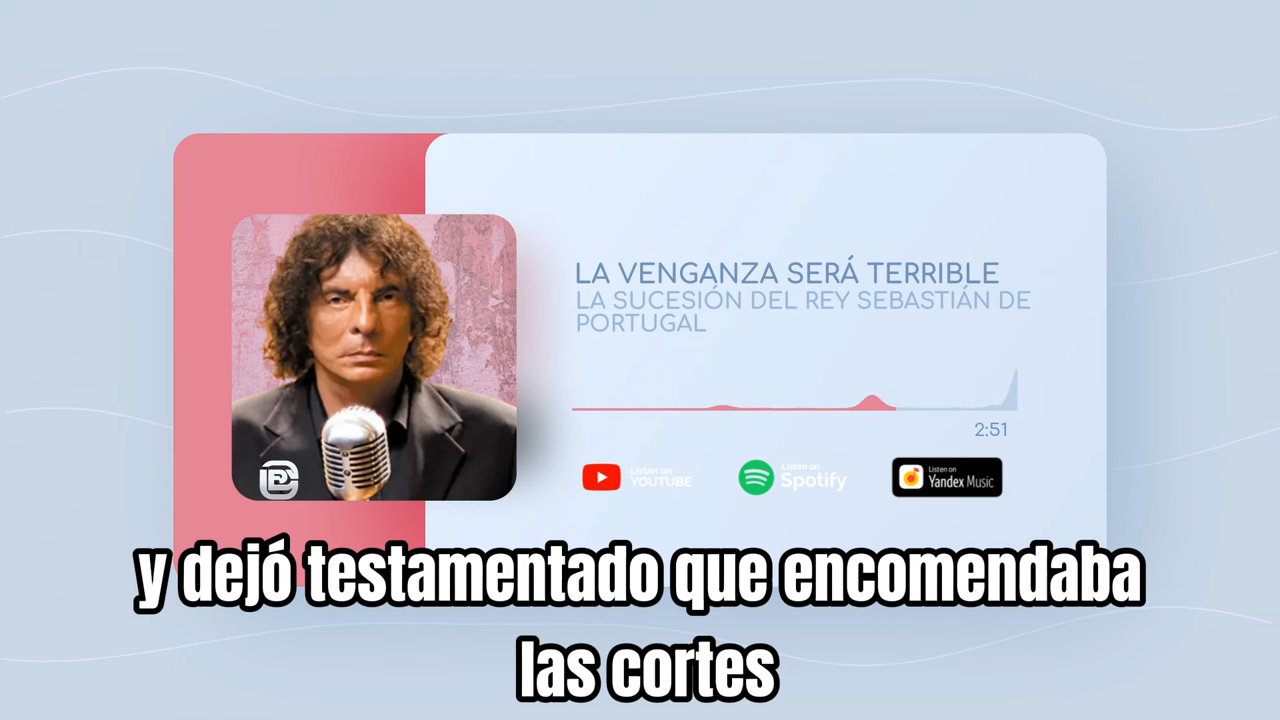 LA VENGANZA SERÁ TERRIBLE
LA SUCESIÓN DEL REY SEBASTIÁN DE
PORTUGAL
2:51
Listen on
YOUTUBE
Listen on
Spotify
Listen on
Yandex Music
y dejó testamentado que encomendaba
las cortes